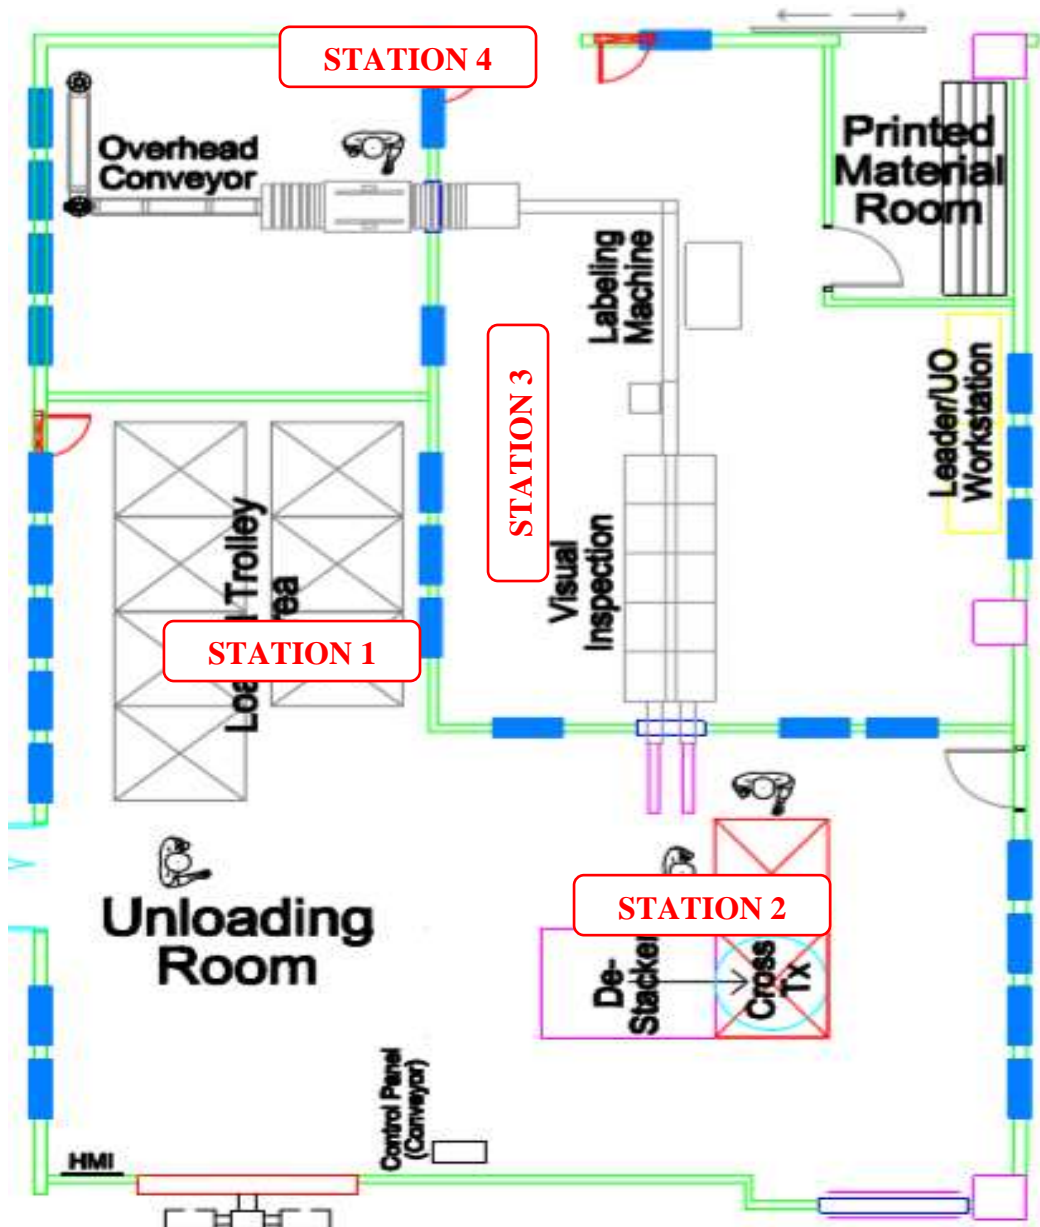 STATION 4
Overhead
Conveyor
Printed
Material
Room
Labeling
Machine
Leader/UO
Workstation
STATION 3
Visual
Inspection
Trolley
STATION 1
Unloading
Room
STATION 2
De-
Stacker
Cross
Tx
Control Panel
(Conveyor)
HMI